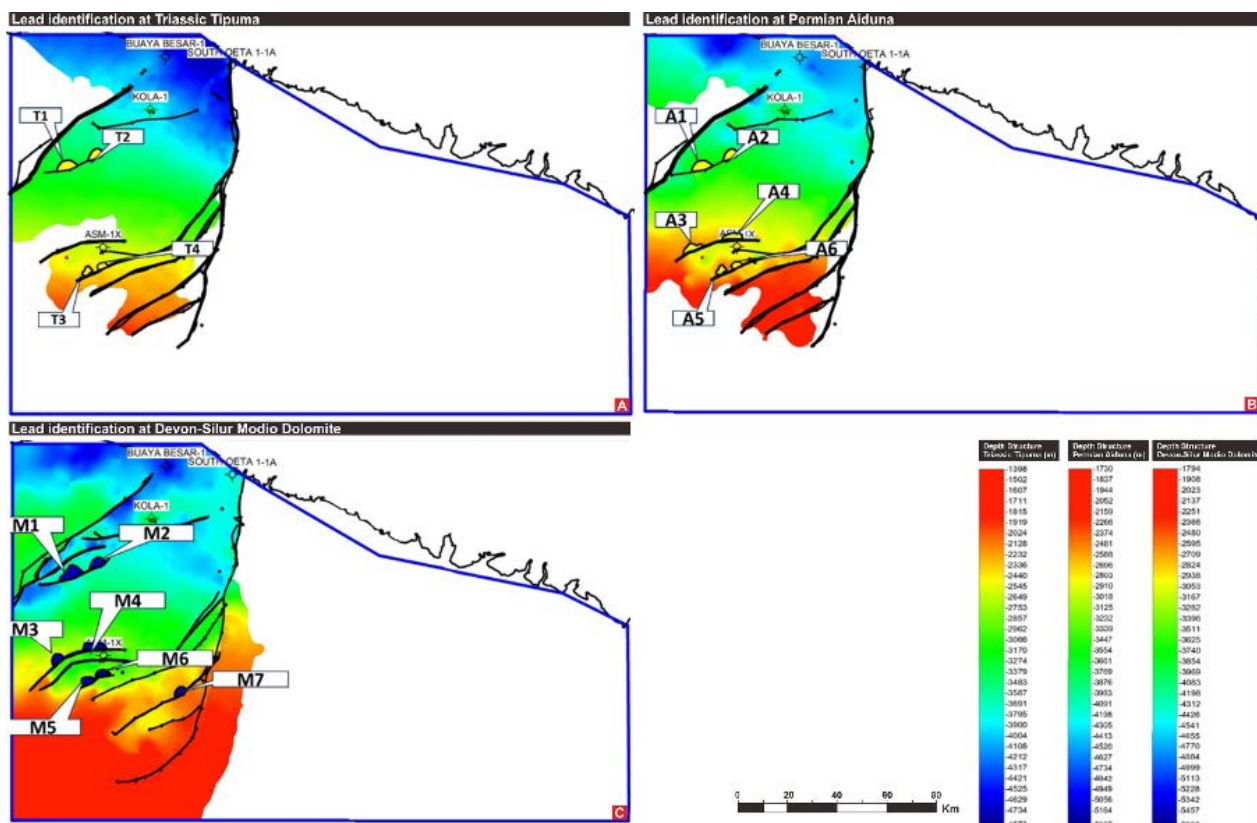 Lead identification at Triassic Tipuma
BUAYA BESAR-1
SOUTH OETA 1-1A
KOLA-1
T1
T2
ASM-1X
T4
T3
A
Lead identification at Permian Aiduna
BUAYA BESAR-1
SOUTH OETA 1-1A
KOLA-1
A1
A2
A4
A3
A6
A5
B
Lead identification at Devon-Silur Modio Dolomite
BUAYA BESAR-1
SOUTH OETA 1-1A
KOLA-1
M1
M2
M4
M3
M6
M7
M5
C
Depth Structure
Triassic Tipuma (m)
-1398
-1502
-1607
-1711
-1815
-1919
-2024
-2128
-2232
-2336
-2440
-2545
-2649
-2753
-2857
-2962
-3066
-3170
-3274
-3379
-3483
-3587
-3691
-3795
-3900
-4004
-4108
-4212
-4317
-4421
-4525
-4629
-4734
Depth Structure
Permian Aiduna (m)
-1730
-1837
-1944
-2052
-2159
-2266
-2374
-2481
-2588
-2696
-2803
-2910
-3018
-3125
-3232
-3339
-3447
-3554
-3661
-3769
-3876
-3983
-4091
-4198
-4305
-4413
-4520
-4627
-4734
-4842
-4949
-5056
-5164
Depth Structure
Devon-Silur Modio Dolomite
-1794
-1908
-2023
-2137
-2251
-2366
-2480
-2595
-2709
-2824
-2938
-3053
-3167
-3282
-3396
-3511
-3625
-3740
-3854
-3969
-4083
-4198
-4312
-4426
-4541
-4655
-4770
-4884
-4999
-5113
-5228
-5342
-5457
0 20 40 60 80
Km